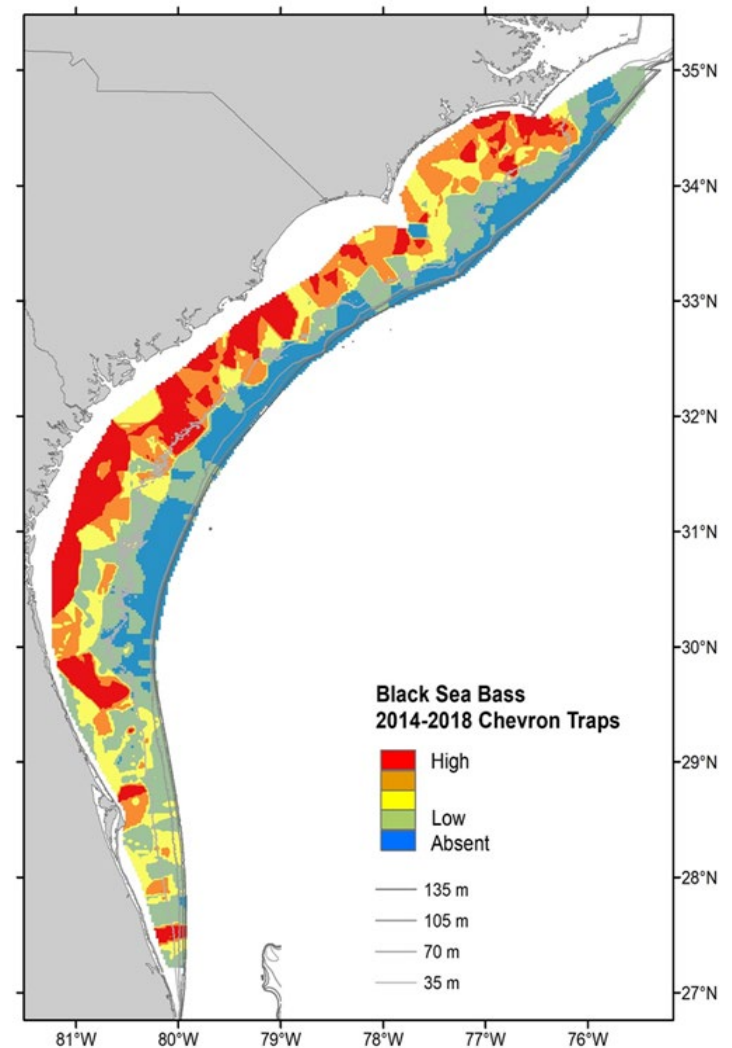 35°N
34°N
33°N
32°N
31°N
30°N
Black Sea Bass
2014-2018 Chevron Traps
29°N
High
Low
Absent
28°N
135 m
105 m
70 m
35 m
27°N
81°W 80°W 79°W 78°W 77°W 76°W